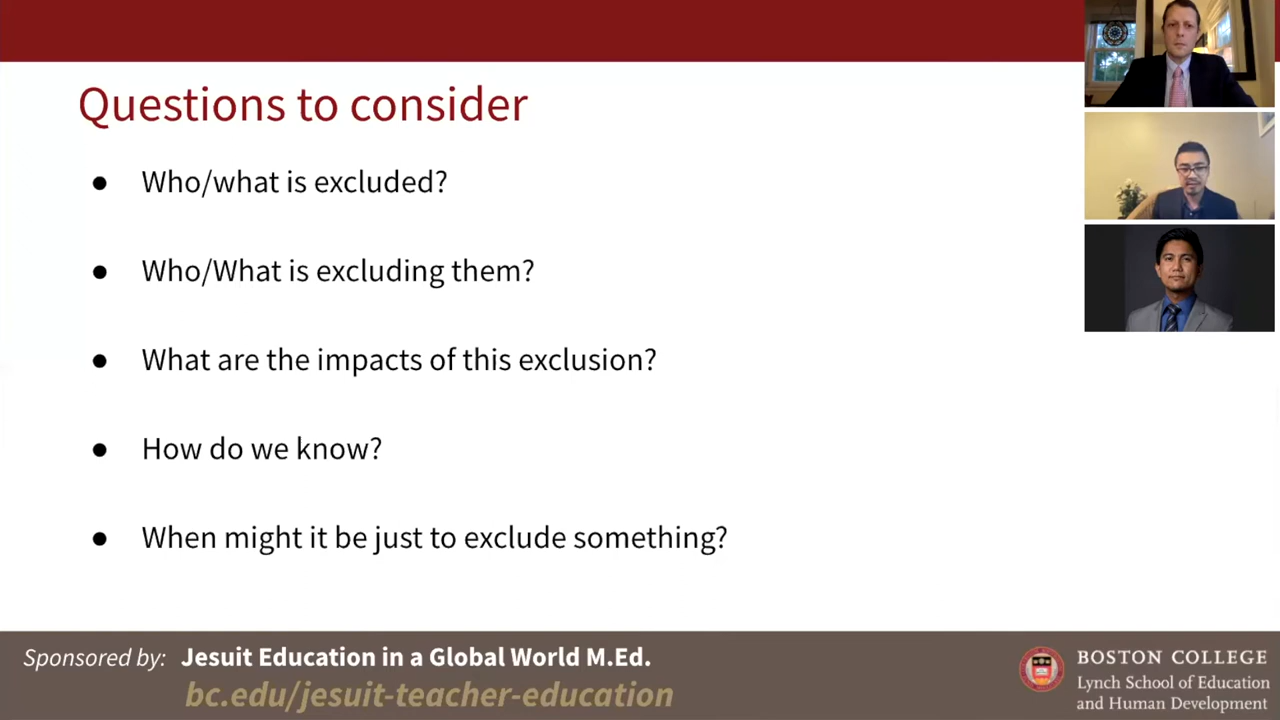 Questions to consider
● Who/what is excluded?
● Who/What is excluding them?
● What are the impacts of this exclusion?
● How do we know?
● When might it be just to exclude something?
Sponsored by: Jesuit Education in a Global World M.Ed.
bc.edu/jesuit-teacher-education
BOSTON COLLEGE
Lynch School of Education
and Human Development